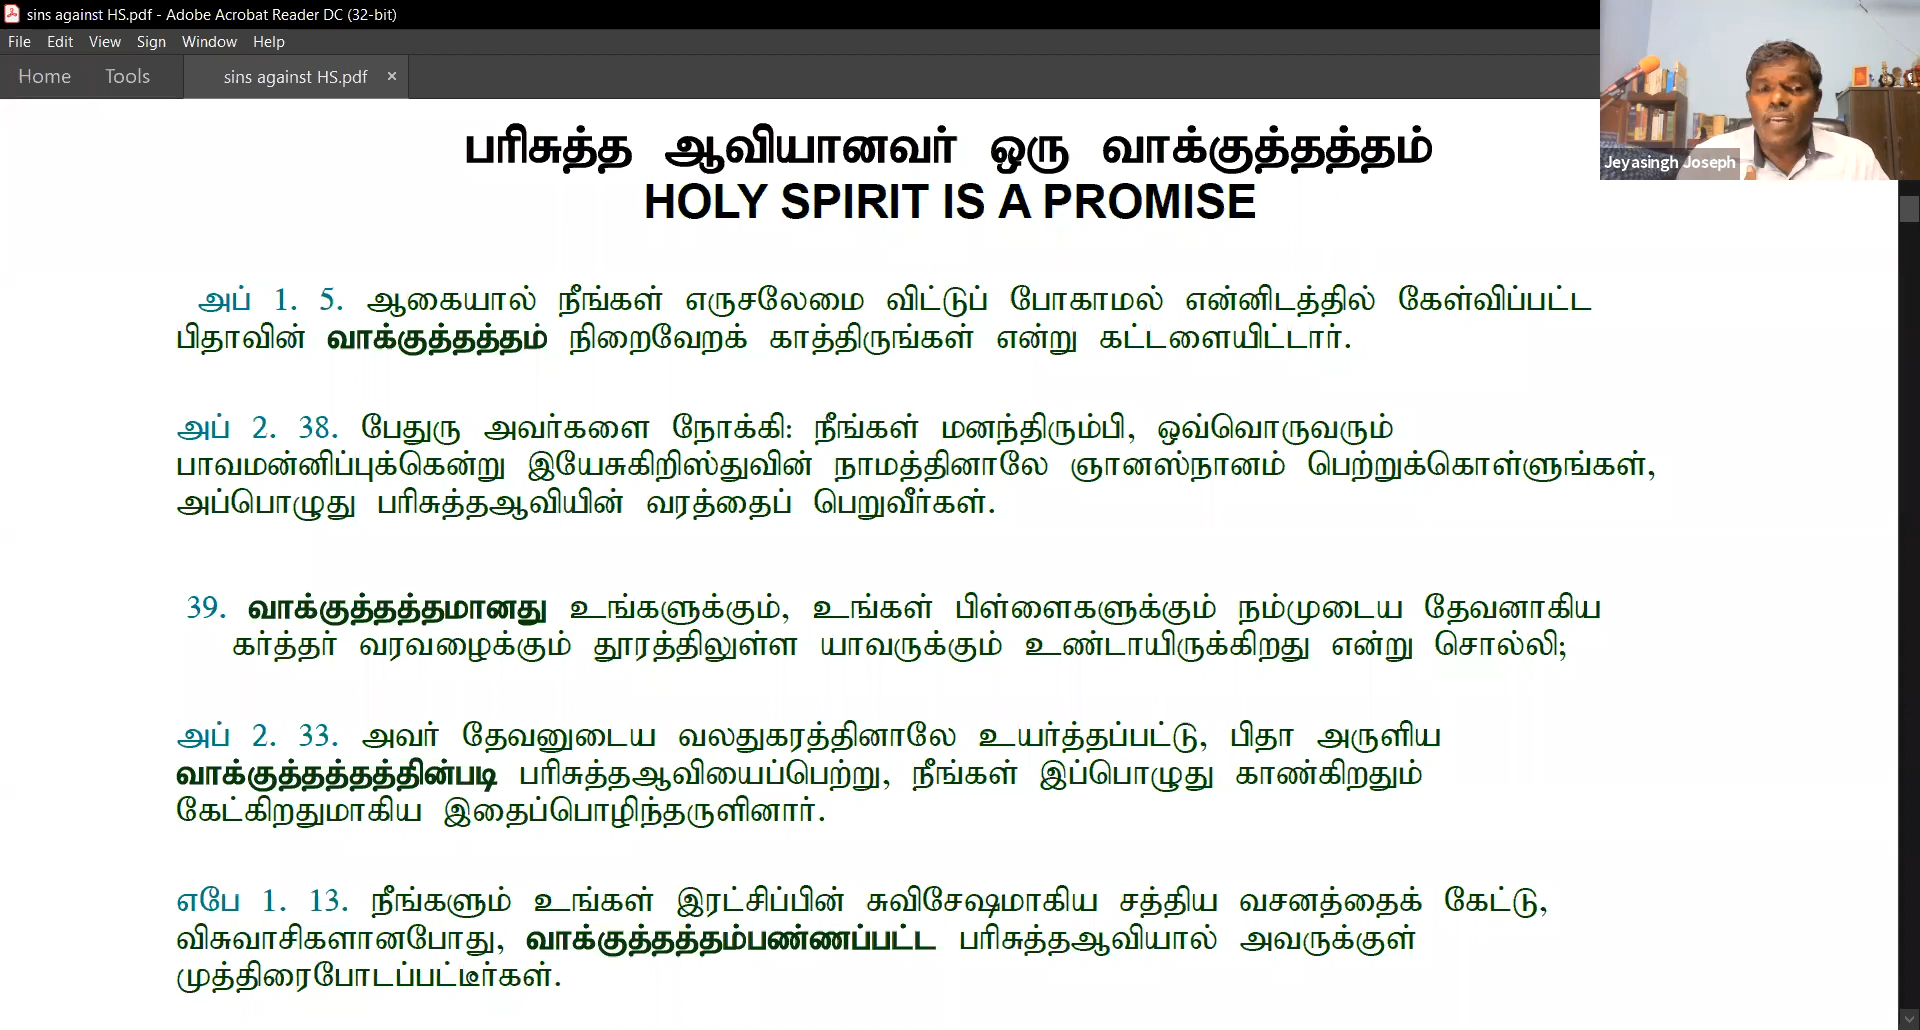 sins against HS.pdf - Adobe Acrobat Reader DC (32-bit)
File Edit View Sign Window Help
Home Tools sins against HS.pdf ×
Jeyasingh Joseph
பரிசுத்த ஆவியானவர் ஒரு வாக்குத்தத்தம்
HOLY SPIRIT IS A PROMISE
அப் 1. 5. ஆகையால் நீங்கள் எருசலேமை விட்டுப் போகாமல் என்னிடத்தில் கேள்விப்பட்ட
பிதாவின் வாக்குத்தத்தம் நிறைவேறக் காத்திருங்கள் என்று கட்டளையிட்டார்.
அப் 2. 38. பேதுரு அவர்களை நோக்கி: நீங்கள் மனந்திரும்பி, ஒவ்வொருவரும்
பாவமன்னிப்புக்கென்று இயேசுகிறிஸ்துவின் நாமத்தினாலே ஞானஸ்நானம் பெற்றுக்கொள்ளுங்கள்,
அப்பொழுது பரிசுத்தஆவியின் வரத்தைப் பெறுவீர்கள்.
39. வாக்குத்தத்தமானது உங்களுக்கும், உங்கள் பிள்ளைகளுக்கும் நம்முடைய தேவனாகிய
கர்த்தர் வரவழைக்கும் தூரத்திலுள்ள யாவருக்கும் உண்டாயிருக்கிறது என்று சொல்லி;
அப் 2. 33. அவர் தேவனுடைய வலதுகரத்தினாலே உயர்த்தப்பட்டு, பிதா அருளிய
வாக்குத்தத்தத்தின்படி பரிசுத்தஆவியைப்பெற்று, நீங்கள் இப்பொழுது காண்கிறதும்
கேட்கிறதுமாகிய இதைப்பொழிந்தருளினார்.
எபே 1. 13. நீங்களும் உங்கள் இரட்சிப்பின் சுவிசேஷமாகிய சத்திய வசனத்தைக் கேட்டு,
விசுவாசிகளானபோது, வாக்குத்தத்தம்பண்ணப்பட்ட பரிசுத்தஆவியால் அவருக்குள்
முத்திரைபோடப்பட்டீர்கள்.